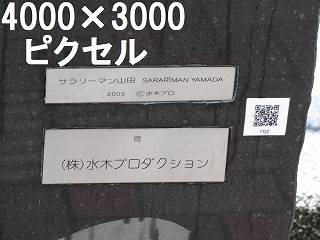 4000×3000
ピクセル
サラリーマン山田 SARARIMAN YAMADA
2005 ©水木プロ
贈
(株)水木プロダクション
162